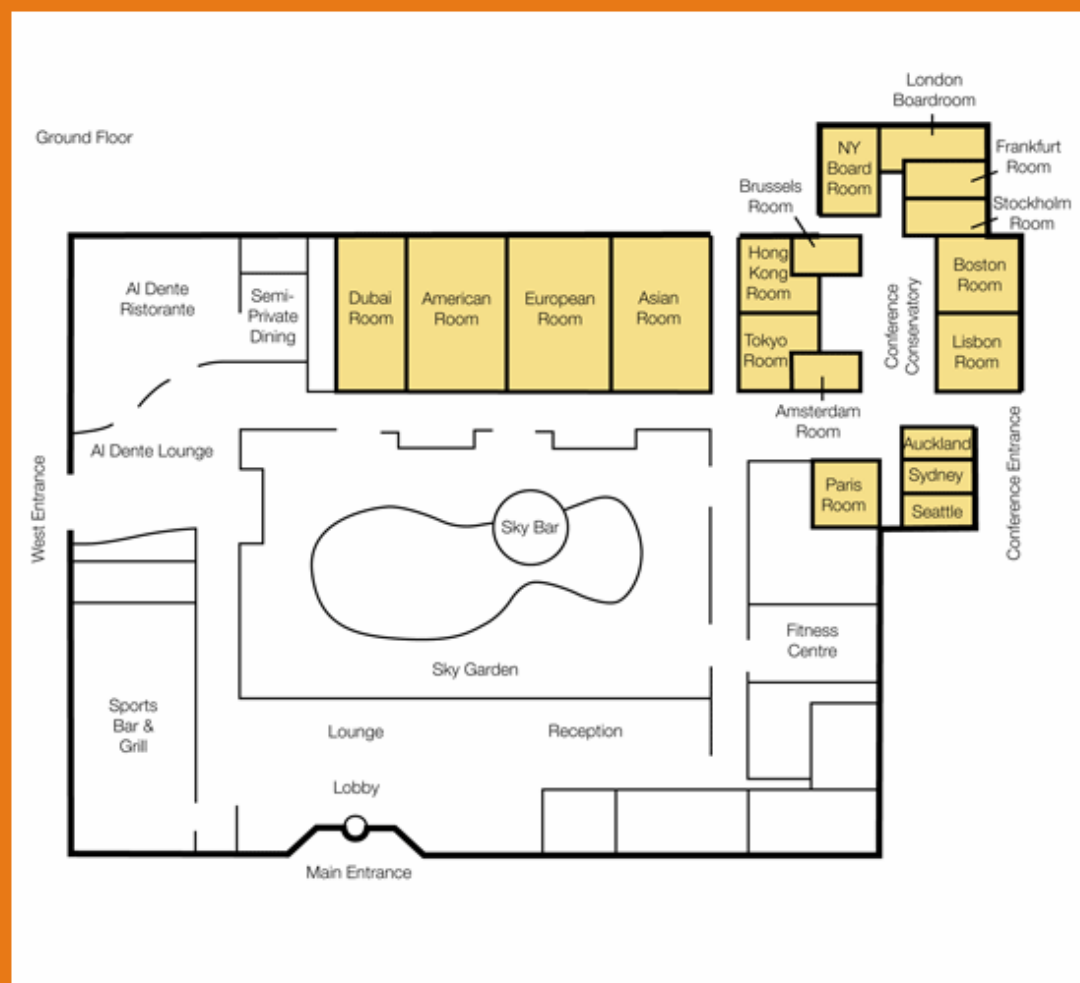 London
Boardroom
Ground Floor
NY
Board
Room
Frankfurt
Room
Brussels
Room
Stockholm
Room
Hong
Kong
Room
Boston
Room
Al Dente
Ristorante
Semi-
Private
Dining
Dubai
Room
American
Room
European
Room
Asian
Room
Conference
Conservatory
Tokyo
Room
Lisbon
Room
Amsterdam
Room
Al Dente Lounge
Auckland
Sydney
Seattle
Paris
Room
West Entrance
Conference Entrance
Sky Bar
Fitness
Centre
Sky Garden
Sports
Bar &
Grill
Lounge
Reception
Lobby
Main Entrance